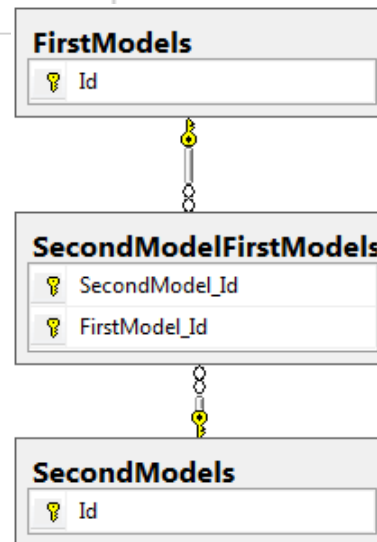 FirstModels
Id
SecondModelFirstModels
SecondModel_Id
FirstModel_Id
SecondModels
Id